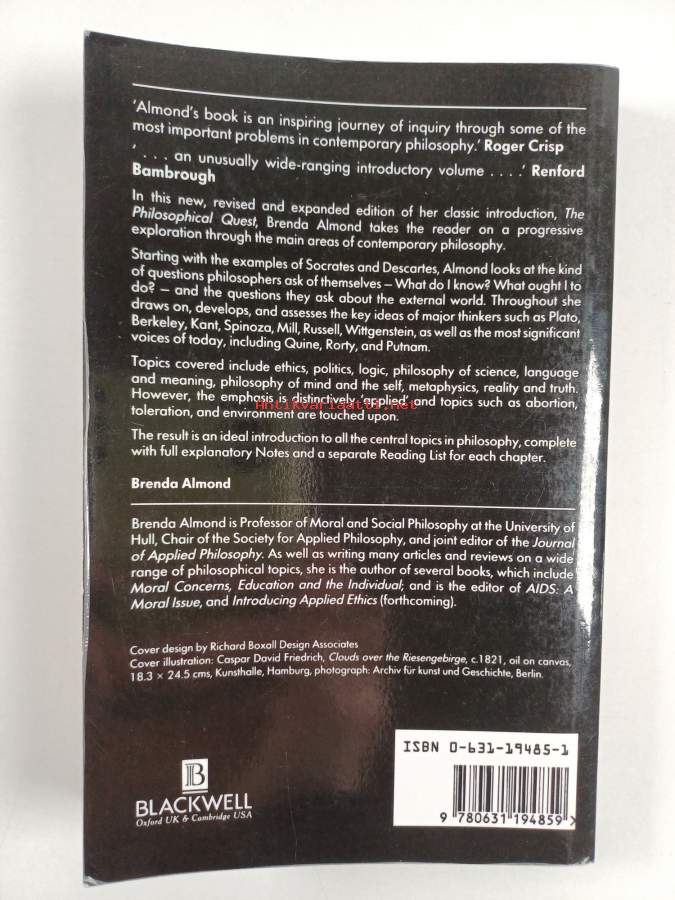 'Almond's book is an inspiring journey of inquiry through some of the
most important problems in contemporary philosophy.' Roger Crisp
' . . . an unusually wide-ranging introductory volume . . . .' Renford
Bambrough
In this new, revised and expanded edition of her classic introduction, The
Philosophical Quest, Brenda Almond takes the reader on a progressive
exploration through the main areas of contemporary philosophy.
Starting with the examples of Socrates and Descartes, Almond looks at the kind
of questions philosophers ask of themselves – What do I know? What ought I to
do? – and the questions they ask about the external world. Throughout she
draws on, develops, and assesses the key ideas of major thinkers such as Plato,
Berkeley, Kant, Spinoza, Mill, Russell, Wittgenstein, as well as the most significant
voices of today, including Quine, Rorty, and Putnam.
Topics covered include ethics, politics, logic, philosophy of science, language
and meaning, philosophy of mind and the self, metaphysics, reality and truth.
However, the emphasis is distinctively applied, and topics such as abortion,
Antikvariaatti.net
toleration, and environment are touched upon.
The result is an ideal introduction to all the central topics in philosophy, complete
with full explanatory Notes and a separate Reading List for each chapter.
Brenda Almond
Brenda Almond is Professor of Moral and Social Philosophy at the University of
Hull, Chair of the Society for Applied Philosophy, and joint editor of the Journal
of Applied Philosophy. As well as writing many articles and reviews on a wide
range of philosophical topics, she is the author of several books, which include
Moral Concerns, Education and the Individual; and is the editor of AIDS: A
Moral Issue, and Introducing Applied Ethics (forthcoming).
Cover design by Richard Boxall Design Associates
Cover illustration: Caspar David Friedrich, Clouds over the Riesengebirge, c.1821, oil on canvas,
18.3 × 24.5 cms, Kunsthalle, Hamburg, photograph: Archiv für kunst und Geschichte, Berlin.
B
BLACKWELL
Oxford UK & Cambridge USA
ISBN 0-631-19485-1
9 780631 194859 >